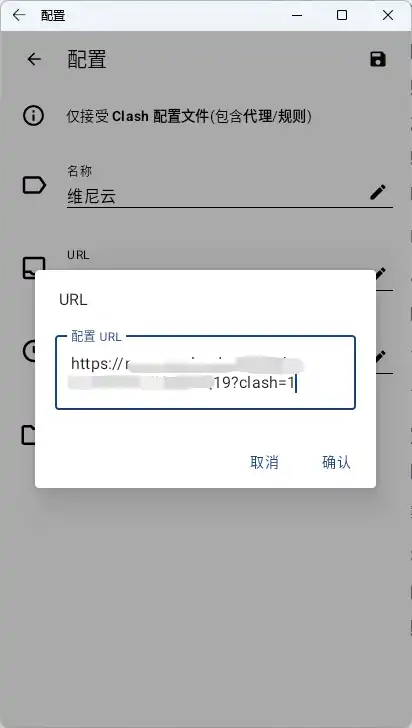 配置
配置
仅接受 Clash 配置文件(包含代理/规则)
名称
维尼云
URL
URL
配置 URL
https://
19?clash=1
取消
确认